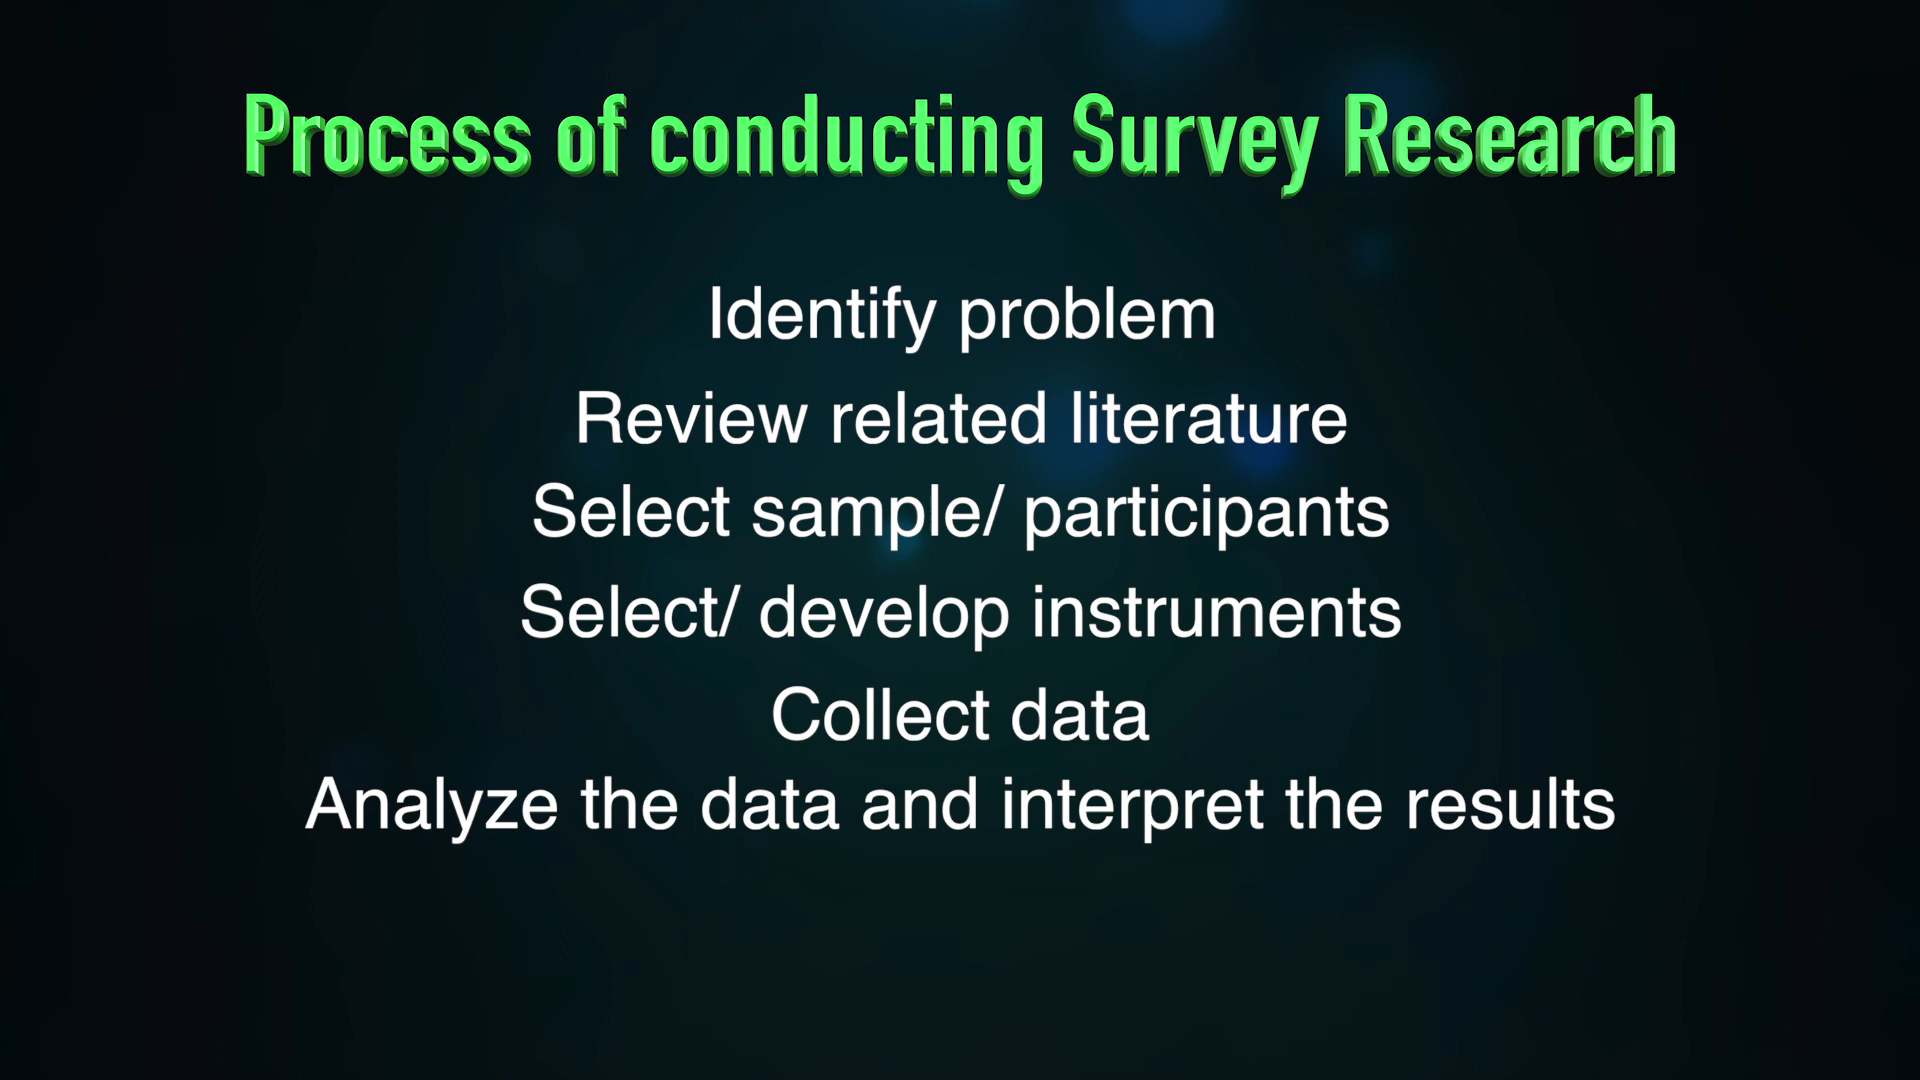 Process of conducting Survey Research
Identify problem
Review related literature
Select sample/ participants
Select/ develop instruments
Collect data
Analyze the data and interpret the results